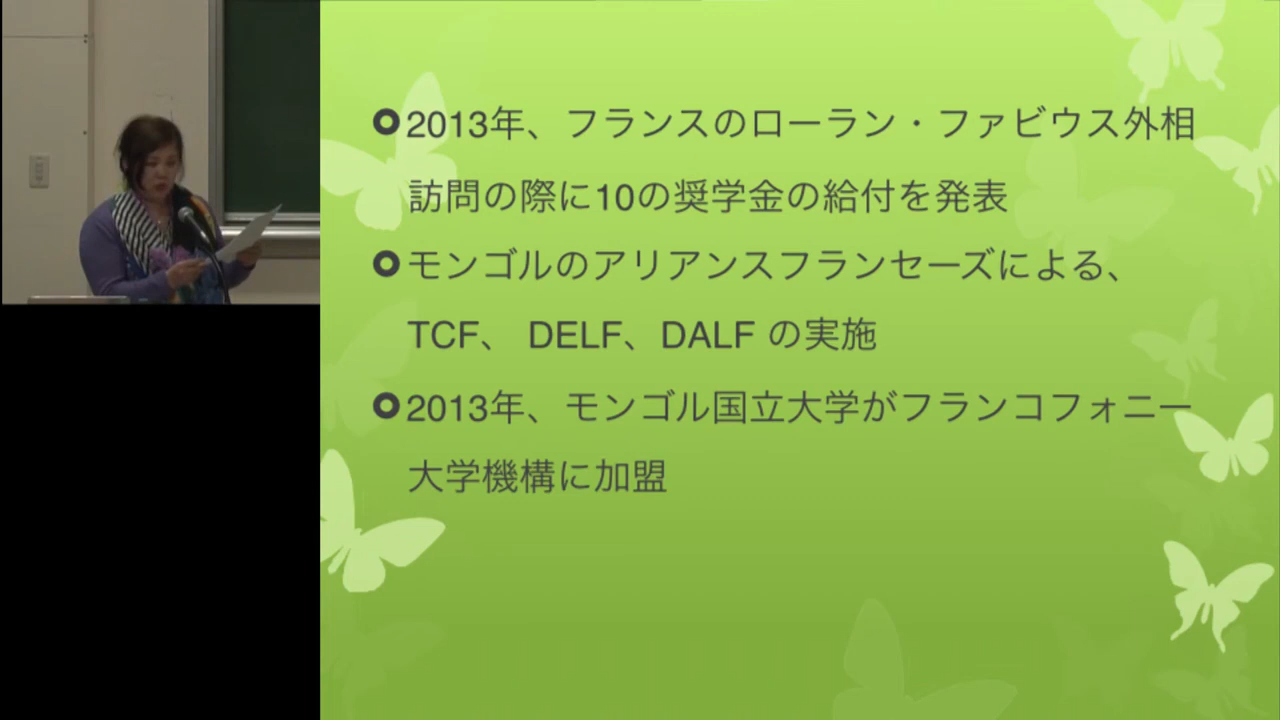 2013年、フランスのローラン・ファビウス外相
訪問の際に10の奨学金の給付を発表
モンゴルのアリアンスフランセーズによる、
TCF、 DELF、DALF の実施
2013年、モンゴル国立大学がフランコフォニー
大学機構に加盟